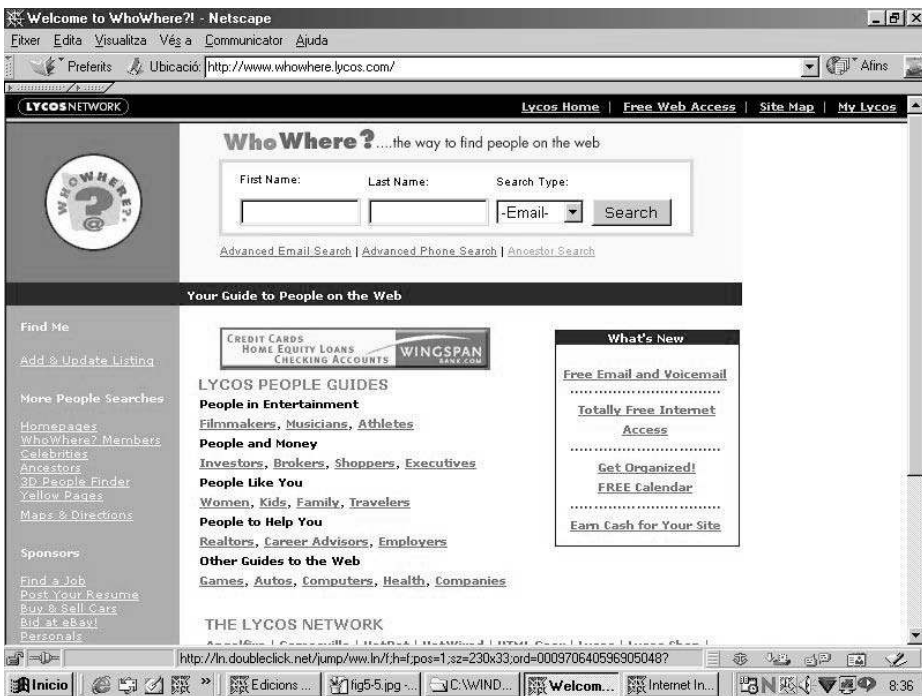 Welcome to WhoWhere?! - Netscape
Fitxer Edita Visualitza Vés a Communicator Ajuda
Preferits Ubicació: http://www.whowhere.lycos.com/ Afins
LYCOS NETWORK Lycos Home | Free Web Access | Site Map | My Lycos
WHOWHERE?
WhoWhere? ....the way to find people on the web
First Name: Last Name: Search Type:
-Email- Search
Advanced Email Search | Advanced Phone Search | Ancestor Search
Your Guide to People on the Web
Find Me
Add & Update Listing
More People Searches
Homepages
WhoWhere? Members
Celebrities
Ancestors
3D People Finder
Yellow Pages
Maps & Directions
Sponsors
Find a Job
Post Your Resume
Buy & Sell Cars
Bid at eBay!
Personals
CREDIT CARDS
HOME EQUITY LOANS
CHECKING ACCOUNTS
WINGSPAN
BANK.COM
LYCOS PEOPLE GUIDES
People in Entertainment
Filmmakers, Musicians, Athletes
People and Money
Investors, Brokers, Shoppers, Executives
People Like You
Women, Kids, Family, Travelers
People to Help You
Realtors, Career Advisors, Employers
Other Guides to the Web
Games, Autos, Computers, Health, Companies
THE LYCOS NETWORK
What's New
Free Email and Voicemail
Totally Free Internet
Access
Get Organized!
FREE Calendar
Earn Cash for Your Site
http://ln.doubleclick.net/jump/ww.ln/f;h=f;pos=1;sz=230x33;ord=000970640596905048?
Inicio » Edicions ... fig5-5.jpg -... C:\WIND... Welcom... Internet In... 8:36